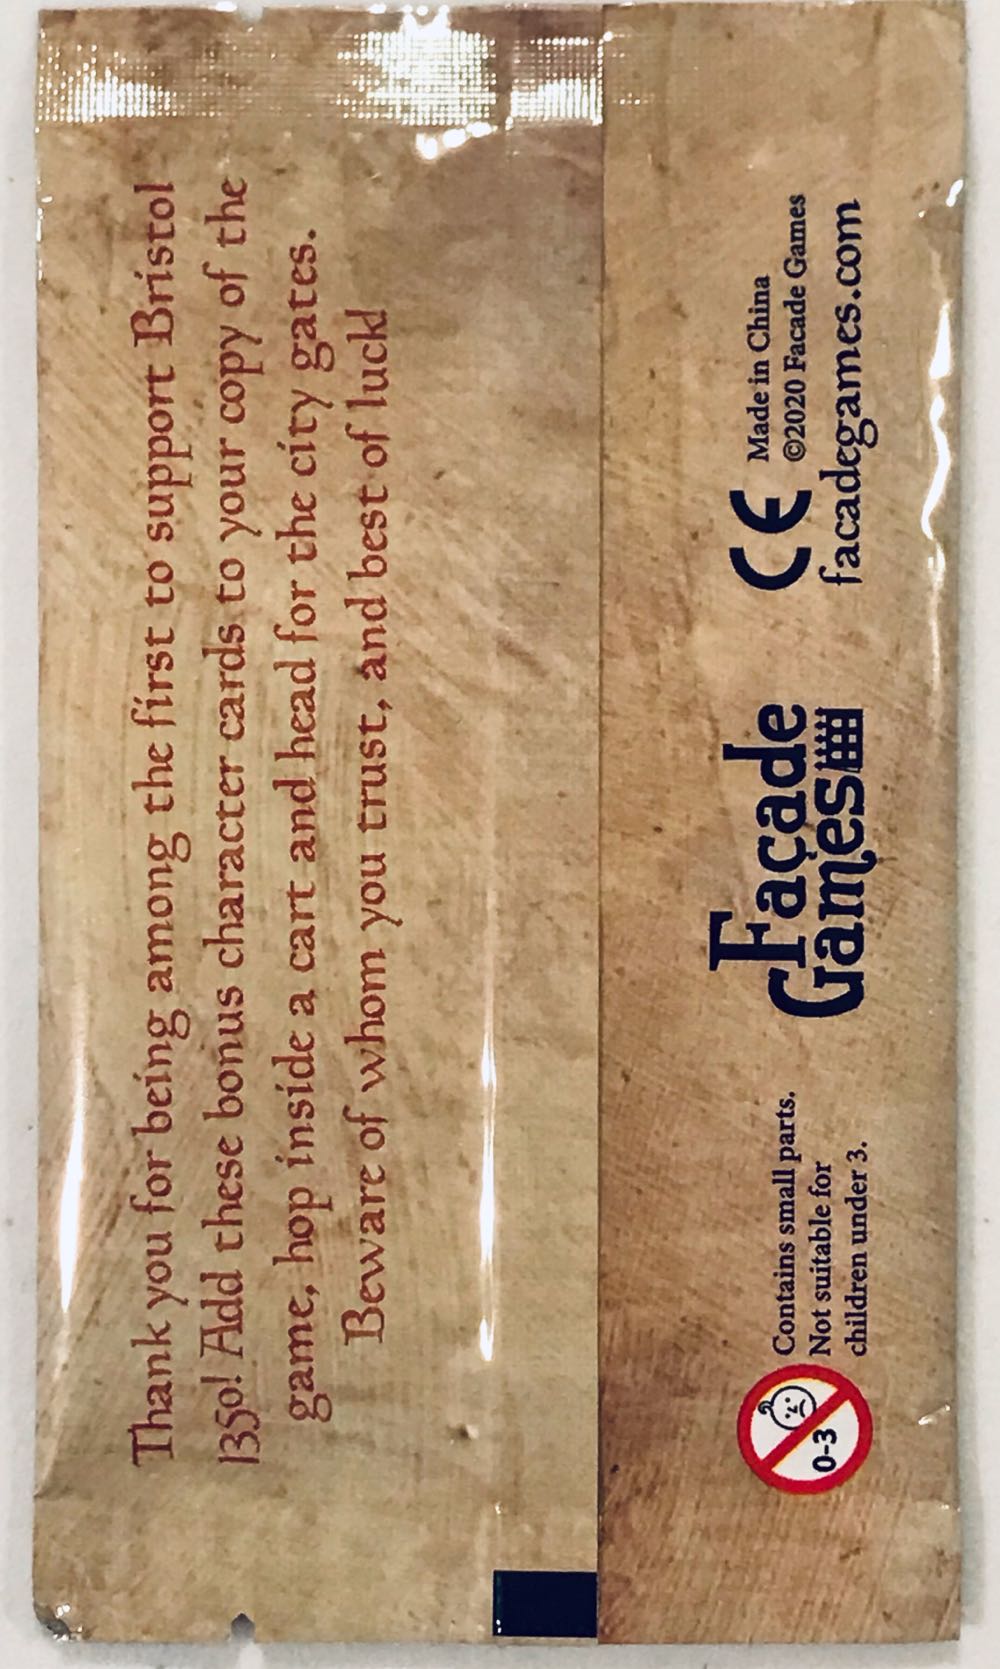 Thank you for being among the first to support Bristol
1350! Add these bonus character cards to your copy of the
game, hop inside a cart and head for the city gates.
Beware of whom you trust, and best of luck!
0-3
Contains small parts.
Not suitable for
children under 3.
Façade
Games
CE
Made in China
©2020 Facade Games
facadegames.com